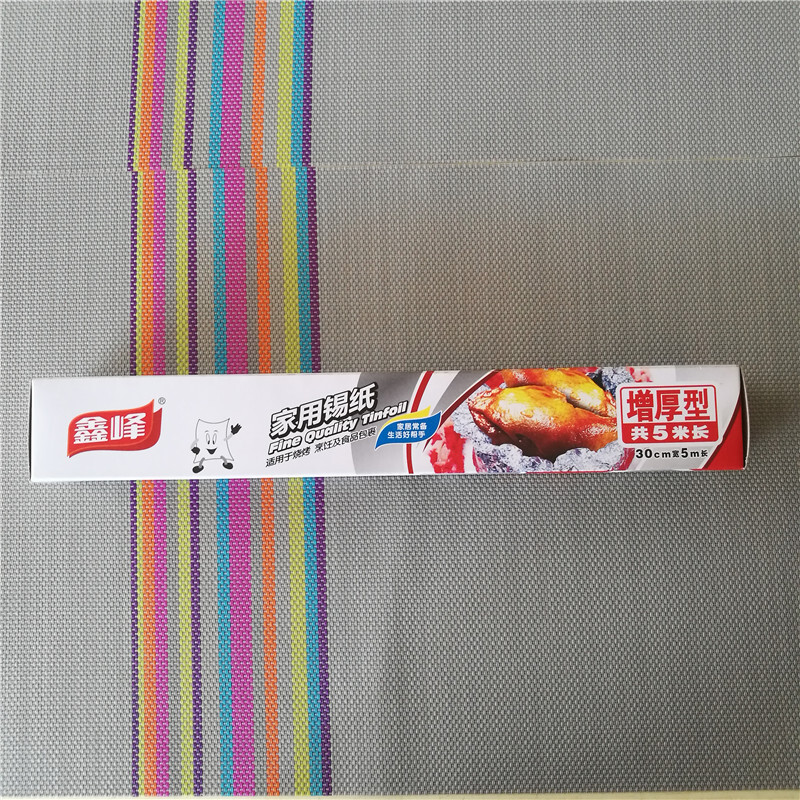 鑫峰®
家用锡纸
Fine Quality Tinfoil
适用于烧烤 烹饪及食品包裹
家居常备
生活好帮手
增厚型
共5米长
30cm宽5m长